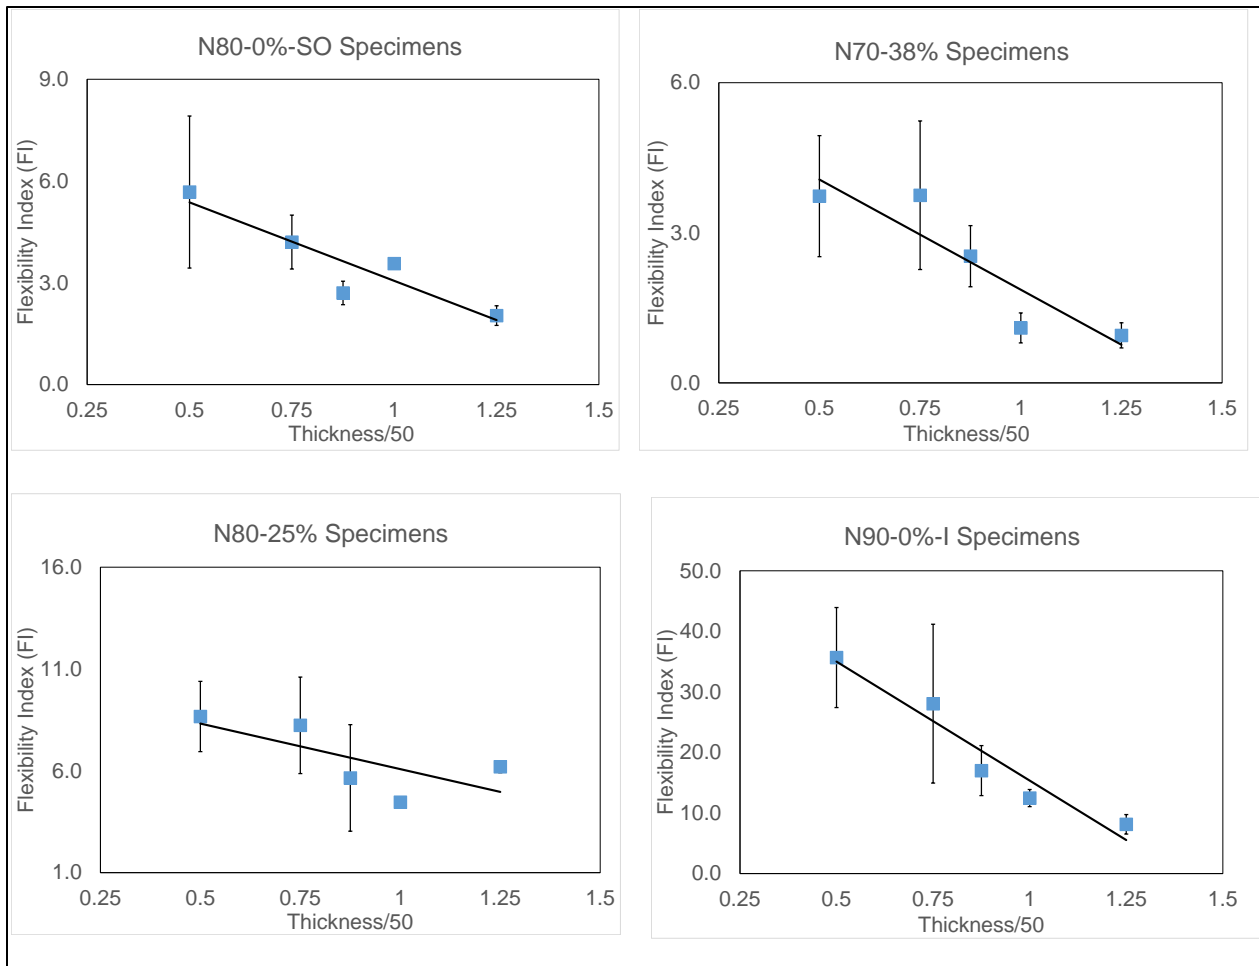 N80-0%-SO Specimens
Flexibility Index (FI)
9.0
6.0
3.0
0.0
0.25 0.5 0.75 1 1.25 1.5
Thickness/50
N70-38% Specimens
Flexibility Index (FI)
6.0
3.0
0.0
0.25 0.5 0.75 1 1.25 1.5
Thickness/50
N80-25% Specimens
Flexibility Index (FI)
16.0
11.0
6.0
1.0
0.25 0.5 0.75 1 1.25 1.5
Thickness/50
N90-0%-I Specimens
Flexibility Index (FI)
50.0
40.0
30.0
20.0
10.0
0.0
0.25 0.5 0.75 1 1.25 1.5
Thickness/50